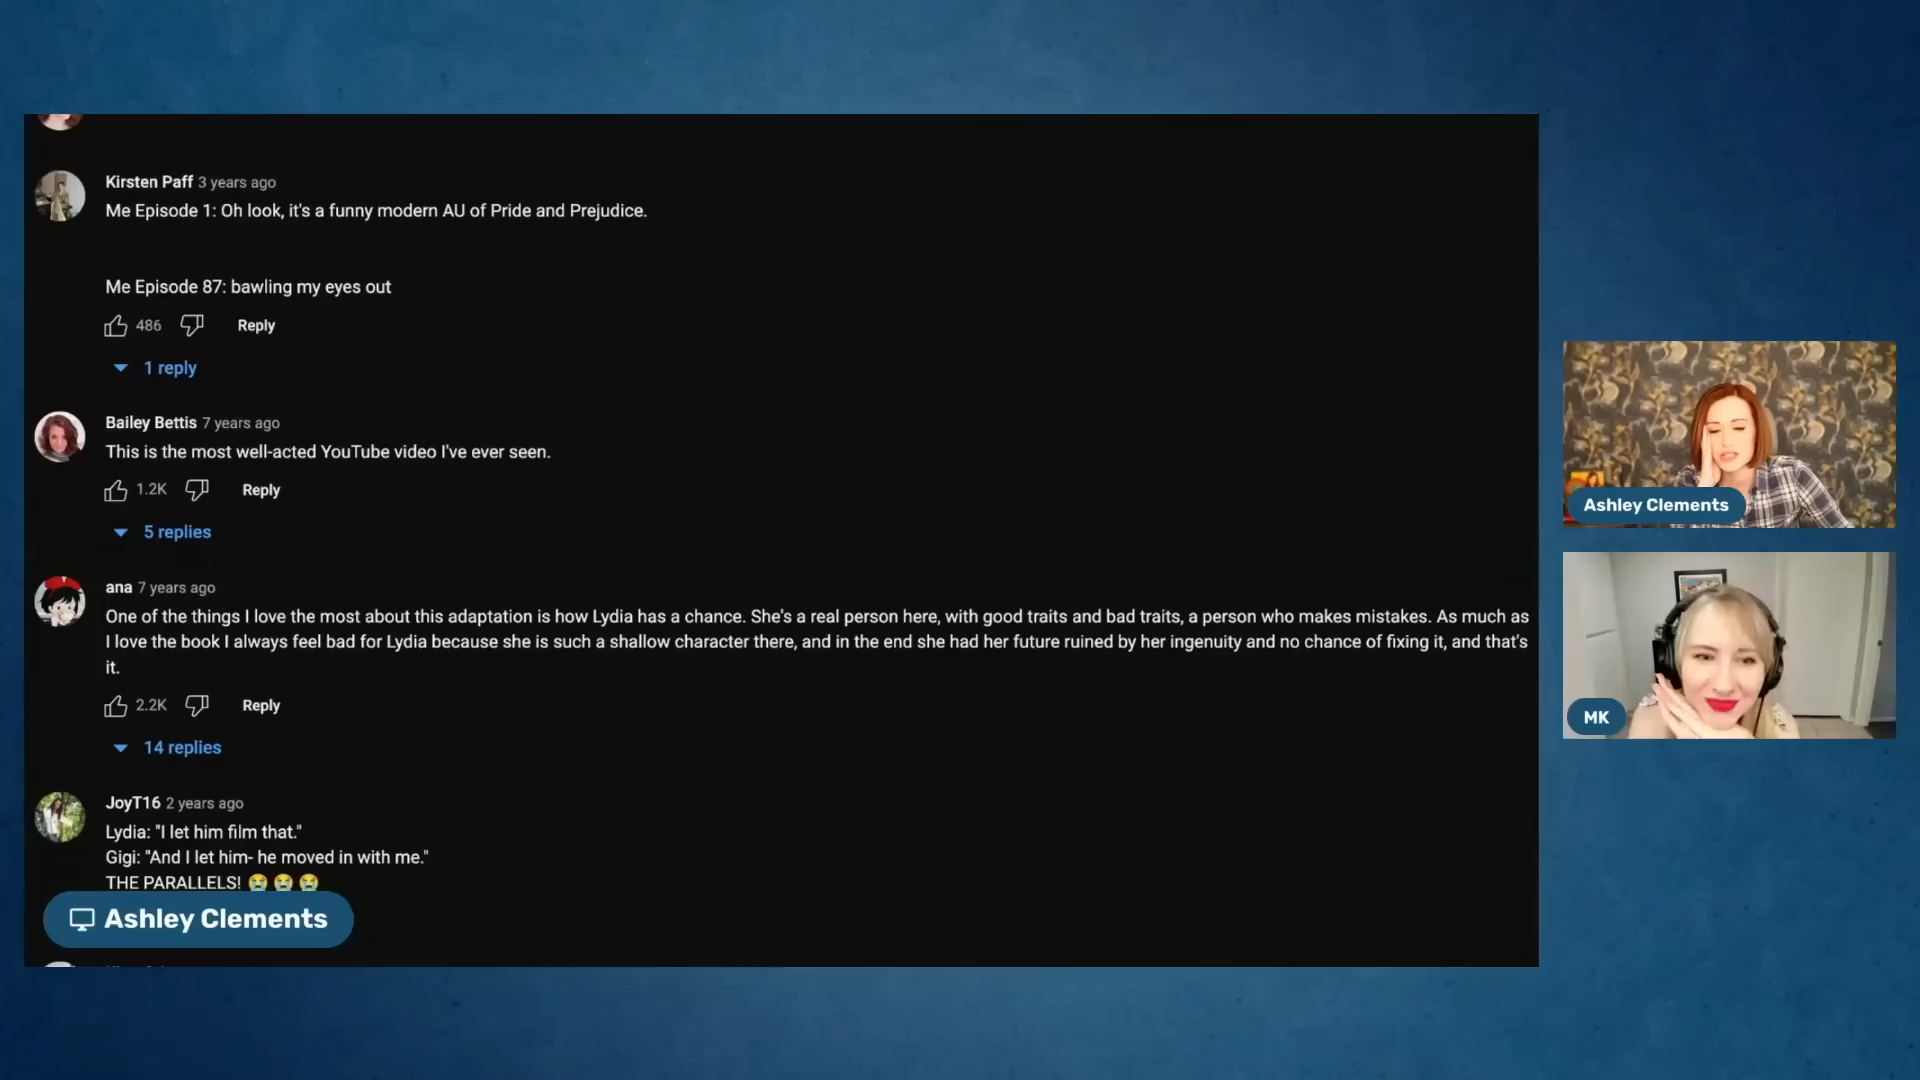 Kirsten Paff 3 years ago
Me Episode 1: Oh look, it's a funny modern AU of Pride and Prejudice.
Me Episode 87: bawling my eyes out
486 Reply
1 reply
Bailey Bettis 7 years ago
This is the most well-acted YouTube video I've ever seen.
1.2K Reply
5 replies
ana 7 years ago
One of the things I love the most about this adaptation is how Lydia has a chance. She's a real person here, with good traits and bad traits, a person who makes mistakes. As much as
I love the book I always feel bad for Lydia because she is such a shallow character there, and in the end she had her future ruined by her ingenuity and no chance of fixing it, and that's
it.
2.2K Reply
14 replies
JoyT16 2 years ago
Lydia: "I let him film that."
Gigi: "And I let him- he moved in with me."
THE PARALLELS! 😭😭😭
Ashley Clements
Ashley Clements
MK